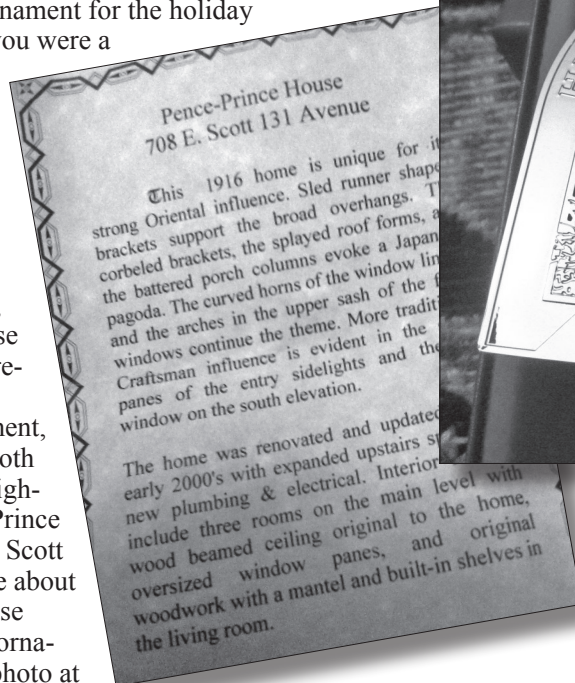 nament for the holiday
you were a
se
re-
ment,
oth
igh-
Prince
Scott
e about
se
orna-
photo at
Pence-Prince House
708 E. Scott 131 Avenue
This 1916 home is unique for
strong Oriental influence. Sled runner
brackets support the broad overhangs.
corbeled brackets, the splayed roof forms,
the battered porch columns evoke a
pagoda. The curved horns of the window
and the arches in the upper sash of the
windows continue the theme. More
Craftsman influence is evident in the
panes of the entry sidelights and
window on the south elevation.
The home was renovated and updated
early 2000's with expanded upstairs
new plumbing & electrical. Interior
include three rooms on the main level with
wood beamed ceiling original to the home,
oversized window panes, and original
woodwork with a mantel and built-in shelves in
the living room.